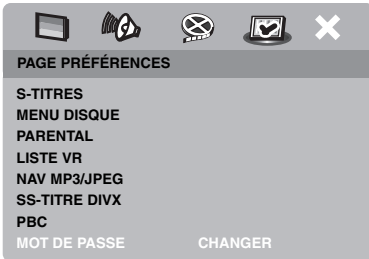 PAGE PRÉFÉRENCES
S-TITRES
MENU DISQUE
PARENTAL
LISTE VR
NAV MP3/JPEG
SS-TITRE DIVX
PBC
MOT DE PASSE CHANGER